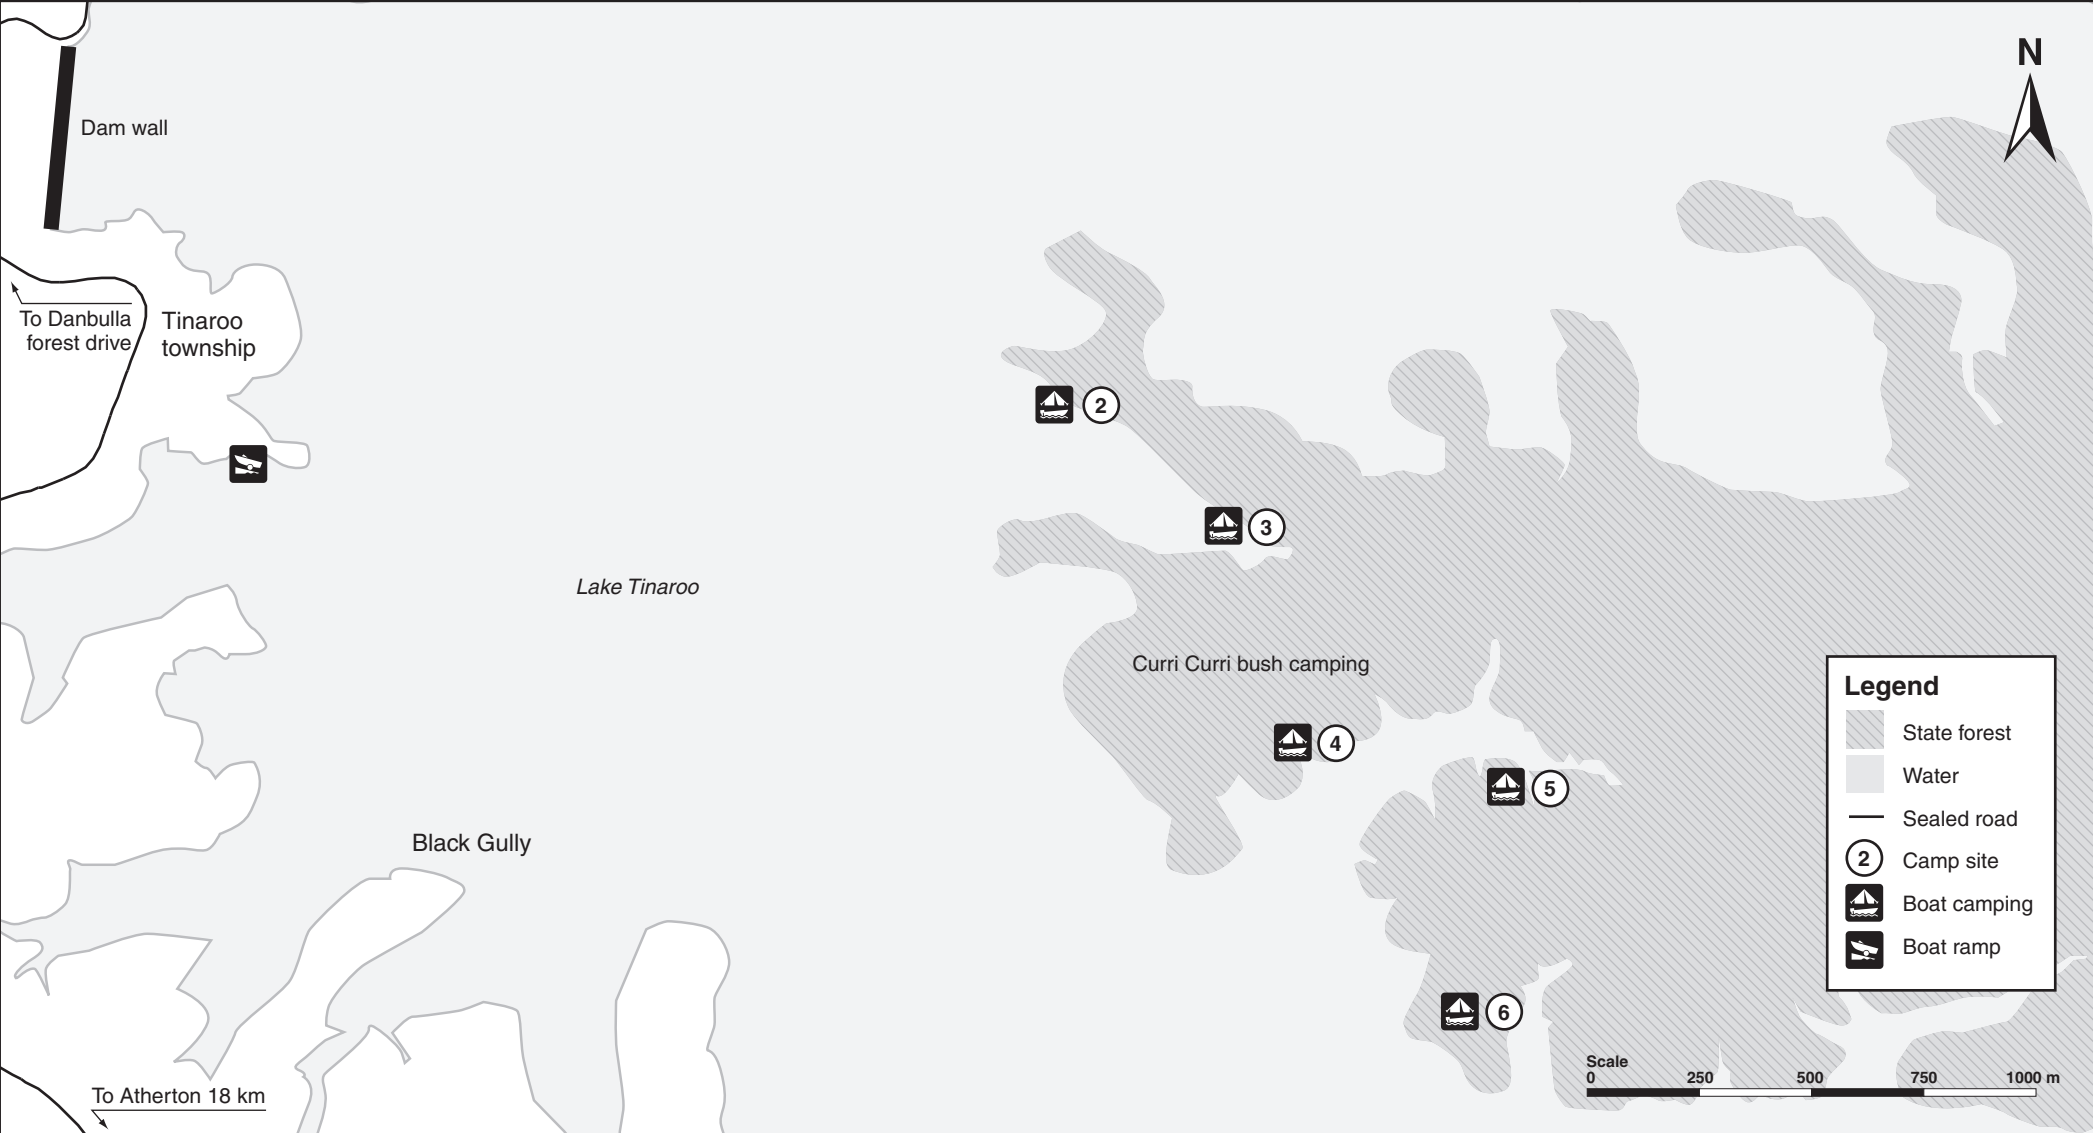 N
Dam wall
To Danbulla
forest drive
Tinaroo
township
2
3
Lake Tinaroo
Curri Curri bush camping
4
5
Black Gully
6
To Atherton 18 km
Legend
State forest
Water
Sealed road
2 Camp site
Boat camping
Boat ramp
Scale
0 250 500 750 1000 m